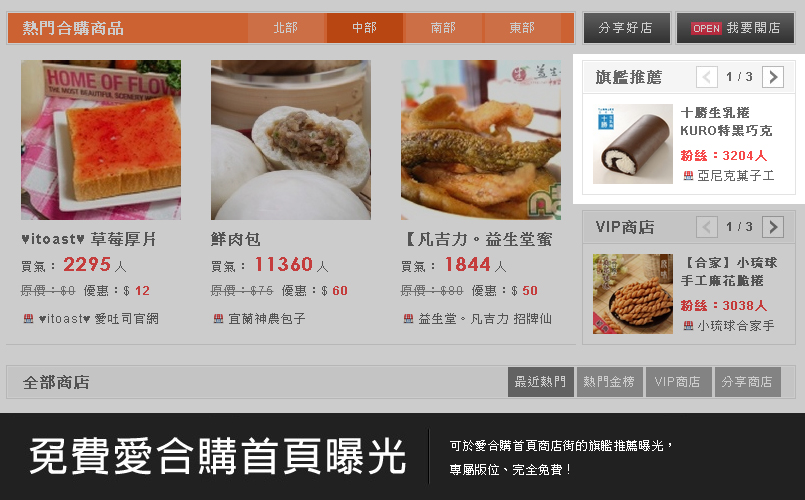 熱門合購商品
北部
中部
南部
東部
分享好店
OPEN 我要開店
HOME OF FLOW
♥itoast♥ 草莓厚片
買氣: 2295 人
原價:$0 優惠:$ 12
♥itoast♥ 愛吐司官網
鮮肉包
買氣: 11360 人
原價:$75 優惠:$ 60
宜蘭神農包子
【凡吉力。益生堂蜜
買氣: 1844 人
原價:$80 優惠:$ 50
益生堂。凡吉力 招牌仙
旗艦推薦
1 / 3
十勝
十勝生乳捲
KURO特黑巧克
粉絲:3204人
亞尼克菓子工
VIP商店
1 / 3
【合家】小琉球
手工麻花脆捲
粉絲:3038人
小琉球合家手
全部商店
最近熱門
熱門金榜
VIP商店
分享商店
免費愛合購首頁曝光
可於愛合購首頁商店街的旗艦推薦曝光,
專屬版位、完全免費!